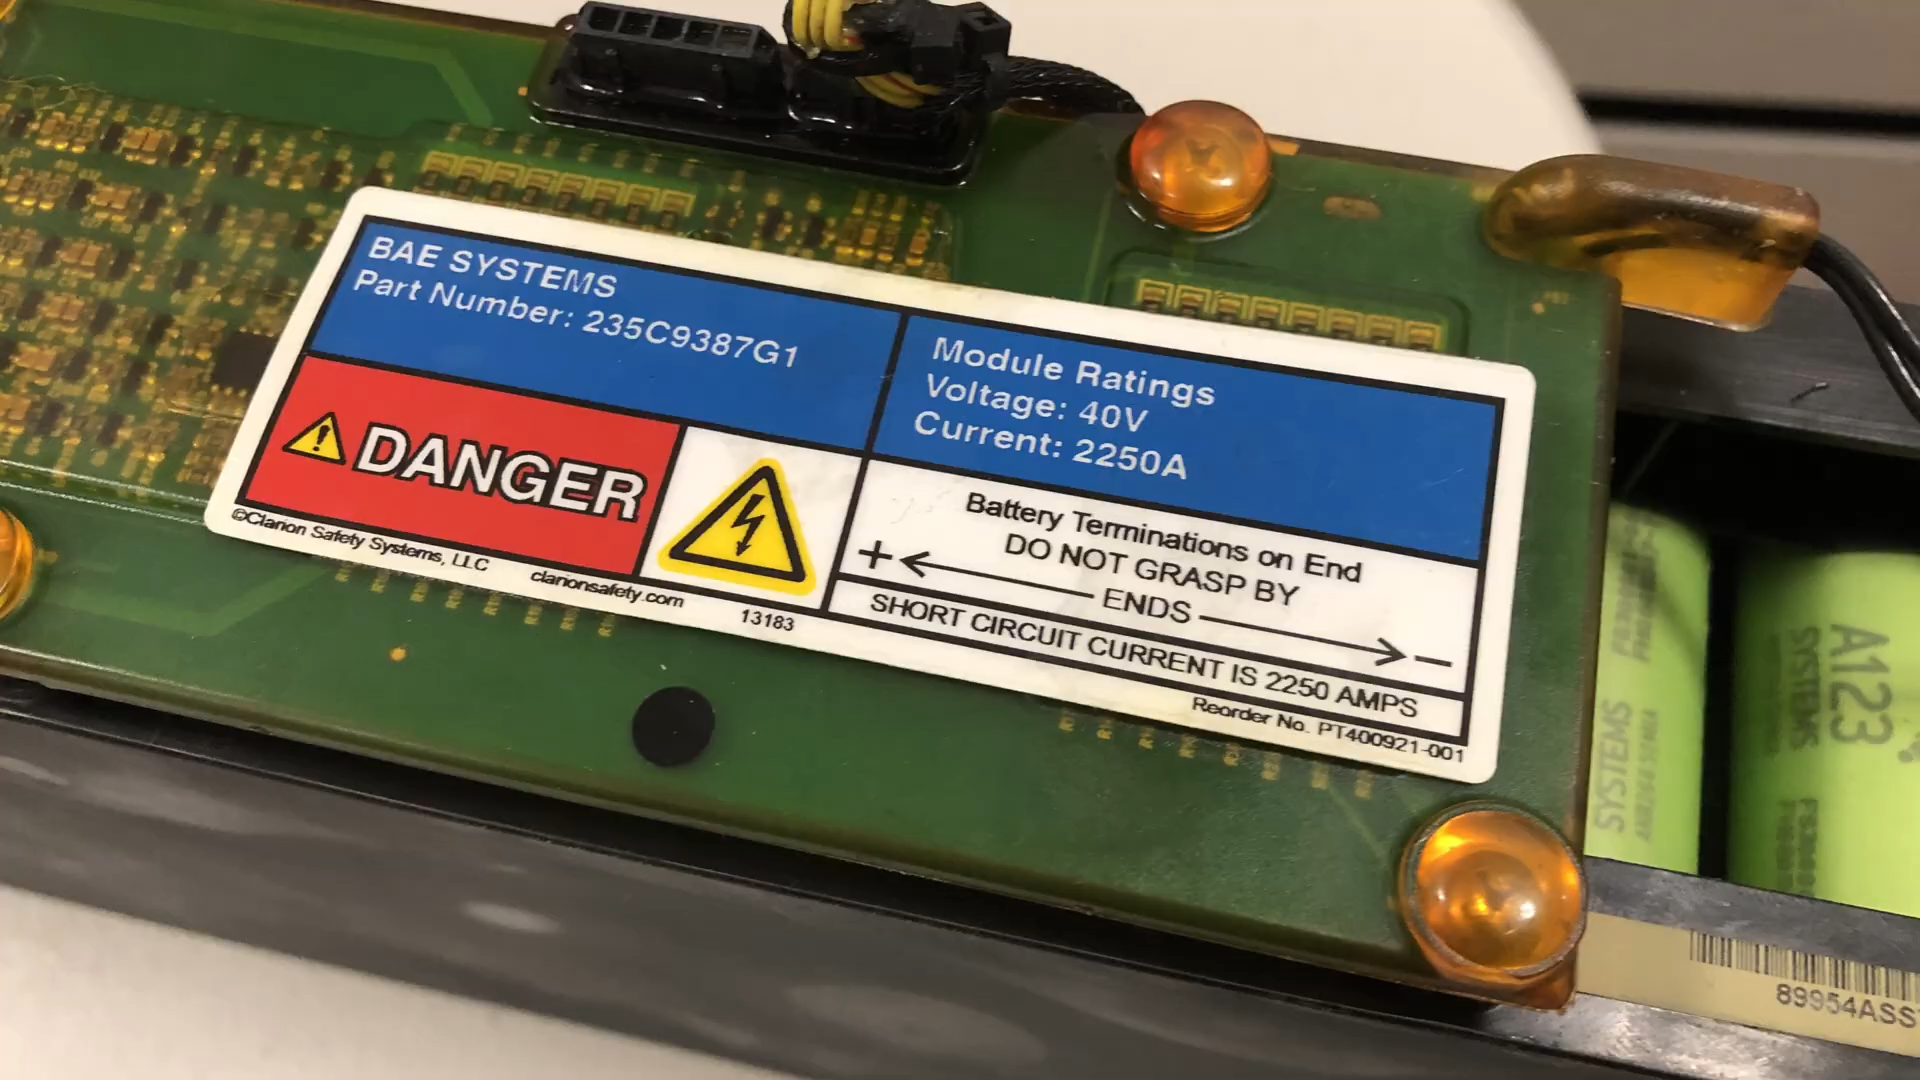 BAE SYSTEMS
Part Number: 235C9387G1
DANGER
©Clarion Safety Systems, LLC
clarionsafety.com
13183
Module Ratings
Voltage: 40V
Current: 2250A
Battery Terminations on End
DO NOT GRASP BY
+ ← ENDS → −
SHORT CIRCUIT CURRENT IS 2250 AMPS
Reorder No. PT400921-001
SYSTEMS
A123
SYSTEMS